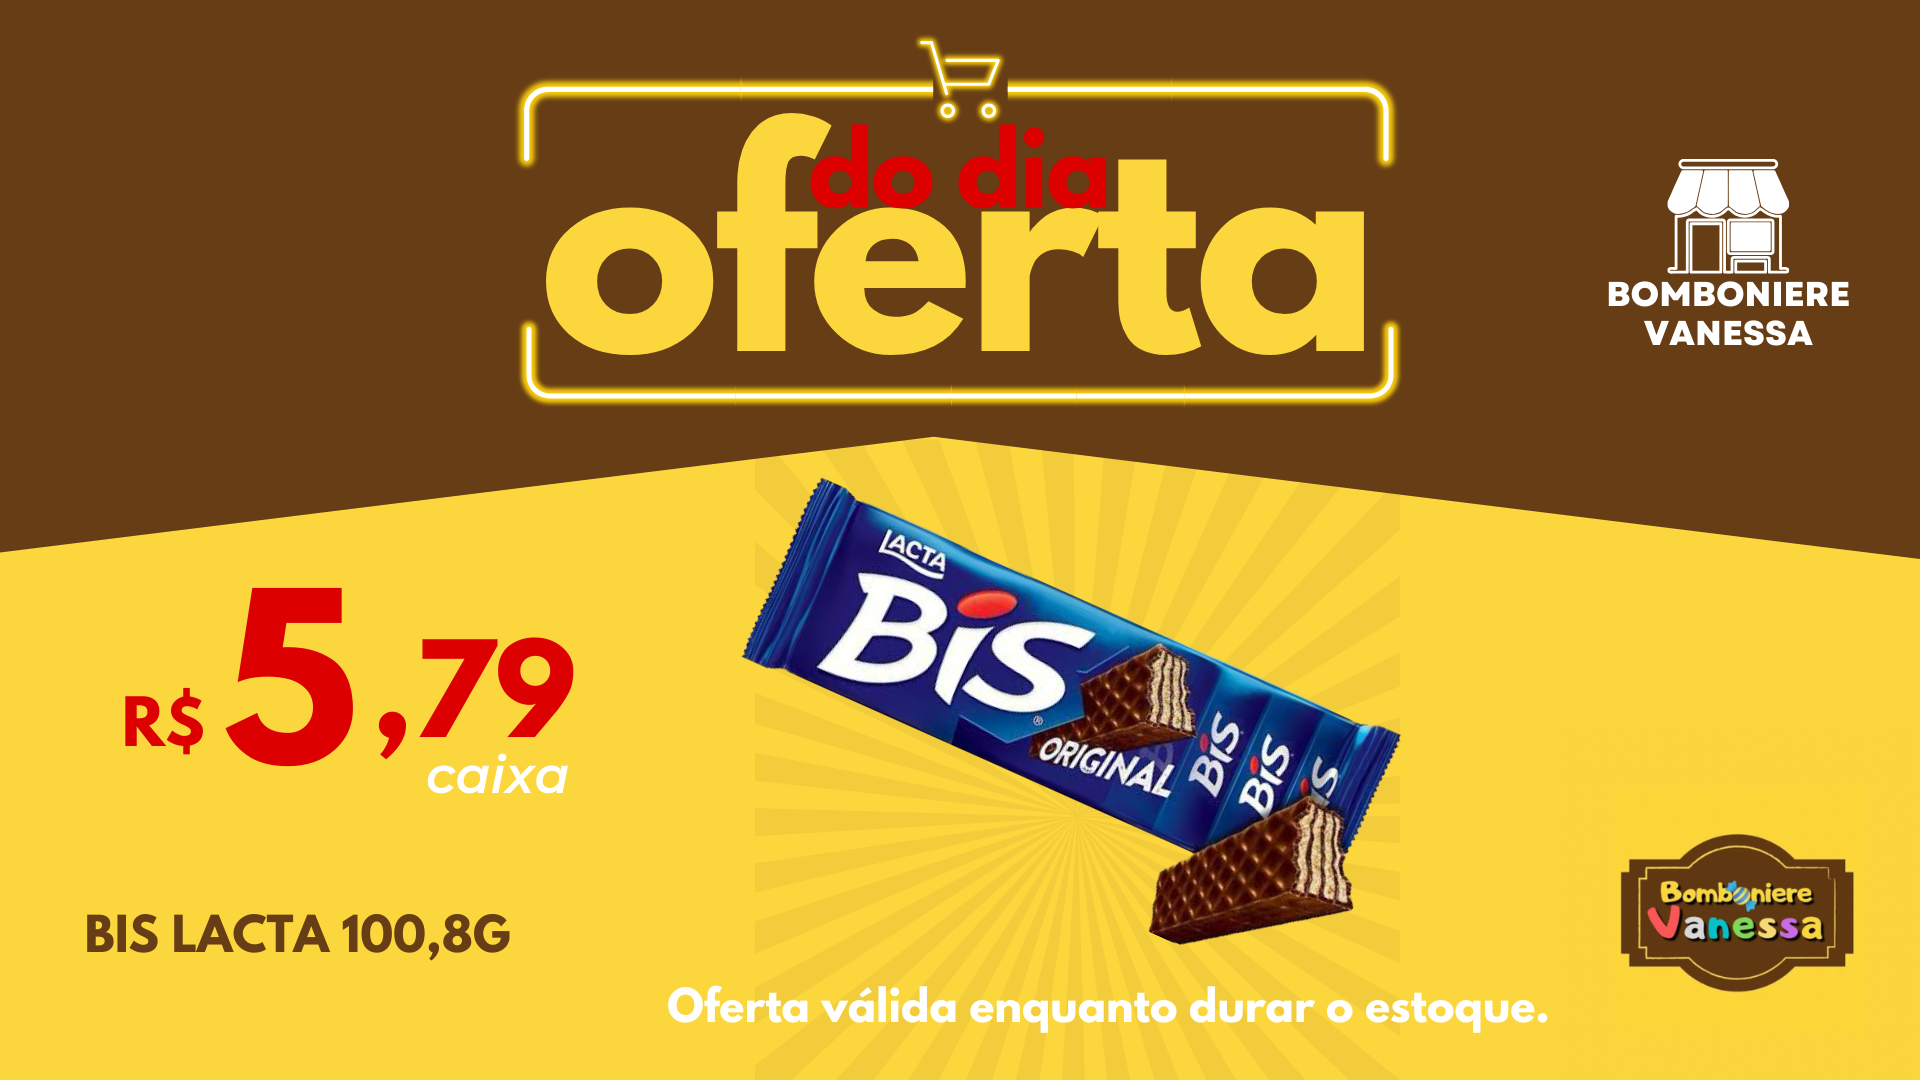 do dia
oferta
BOMBONIERE
VANESSA
LACTA
BIS
ORIGINAL
BIS
BIS
IS
R$ 5,79
caixa
BIS LACTA 100,8G
Bomboniere
Vanessa
Oferta válida enquanto durar o estoque.